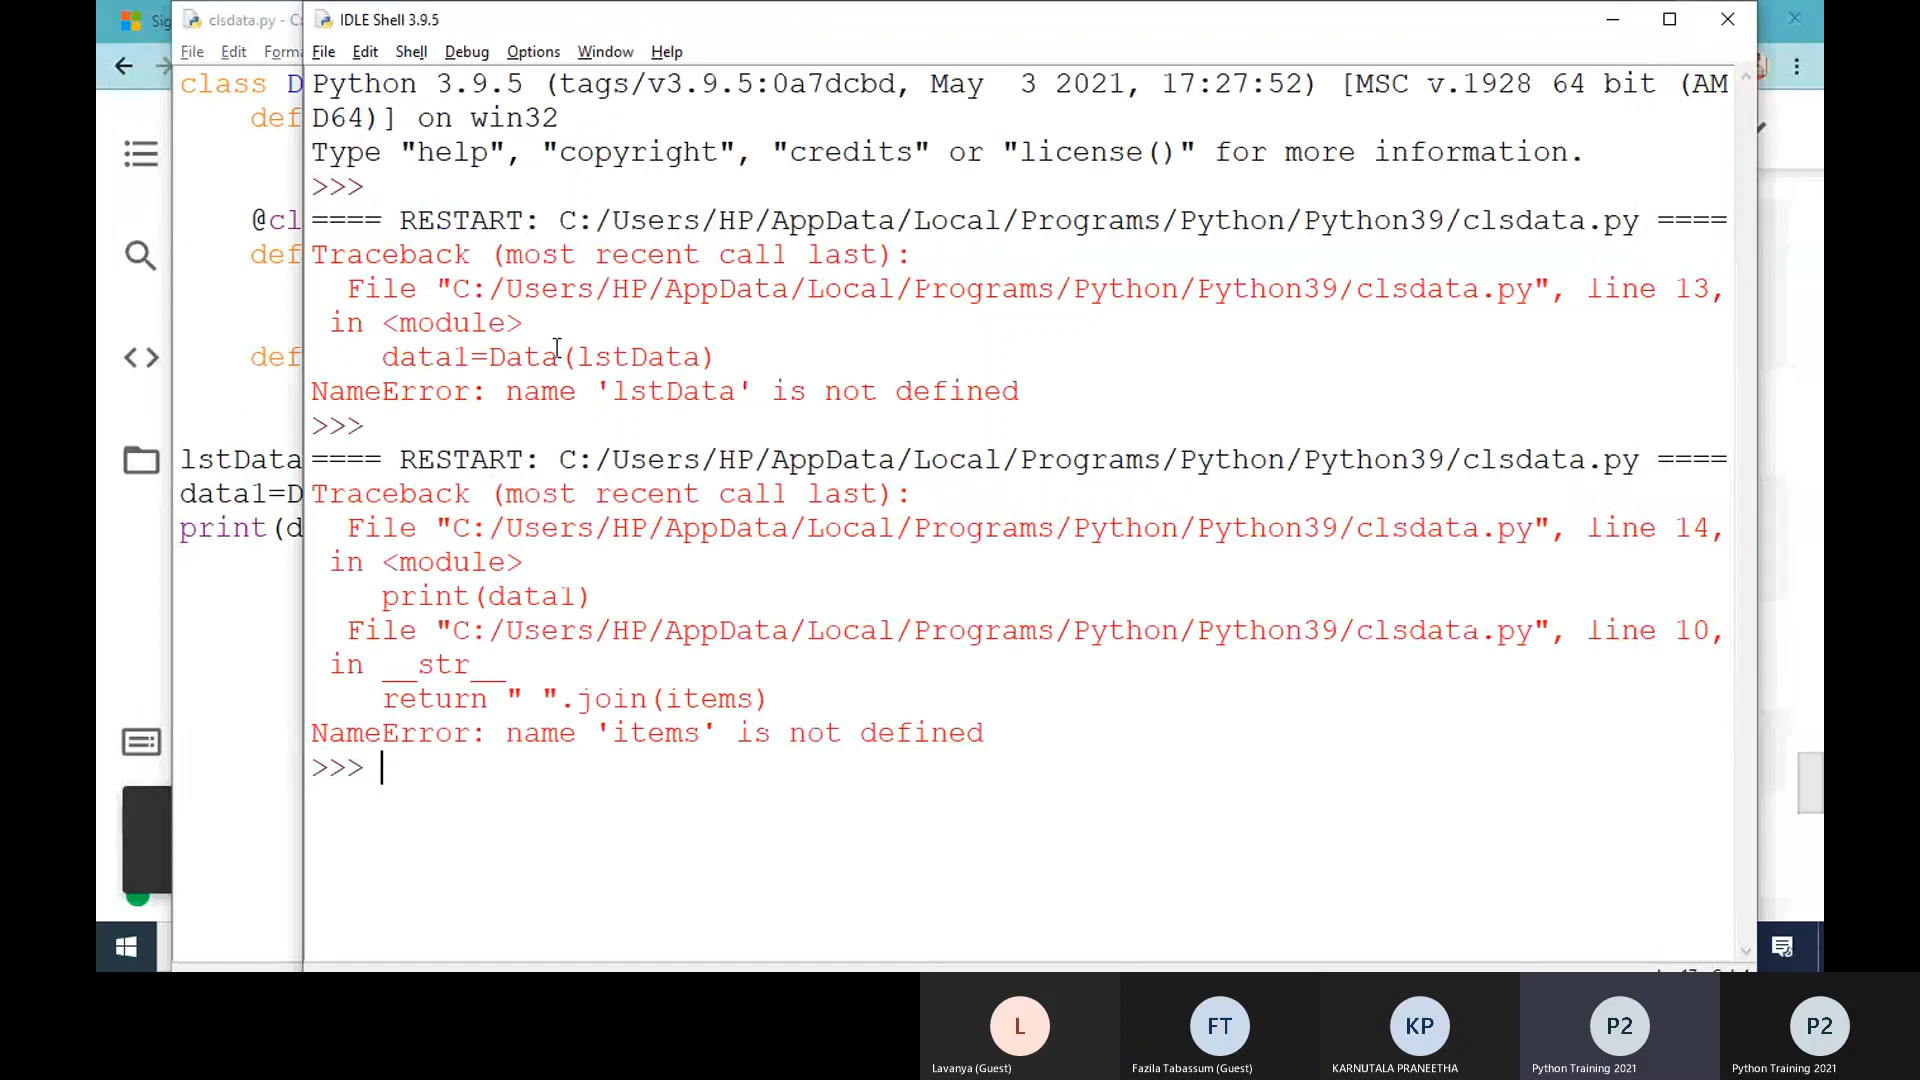 Sig
clsdata.py - C:
IDLE Shell 3.9.5
File Edit Forma
File Edit Shell Debug Options Window Help
class D
def
@cl
def
def
lstData
data1=D
print(d
Python 3.9.5 (tags/v3.9.5:0a7dcbd, May  3 2021, 17:27:52) [MSC v.1928 64 bit (AM
D64)] on win32
Type "help", "copyright", "credits" or "license()" for more information.
>>>
==== RESTART: C:/Users/HP/AppData/Local/Programs/Python/Python39/clsdata.py ====
Traceback (most recent call last):
  File "C:/Users/HP/AppData/Local/Programs/Python/Python39/clsdata.py", line 13,
 in <module>
    data1=Data(lstData)
NameError: name 'lstData' is not defined
>>>
==== RESTART: C:/Users/HP/AppData/Local/Programs/Python/Python39/clsdata.py ====
Traceback (most recent call last):
  File "C:/Users/HP/AppData/Local/Programs/Python/Python39/clsdata.py", line 14,
 in <module>
    print(data1)
  File "C:/Users/HP/AppData/Local/Programs/Python/Python39/clsdata.py", line 10,
 in __str__
    return " ".join(items)
NameError: name 'items' is not defined
>>>
L
FT
KP
P2
P2
Lavanya (Guest)
Fazila Tabassum (Guest)
KARNUTALA PRANEETHA
Python Training 2021
Python Training 2021